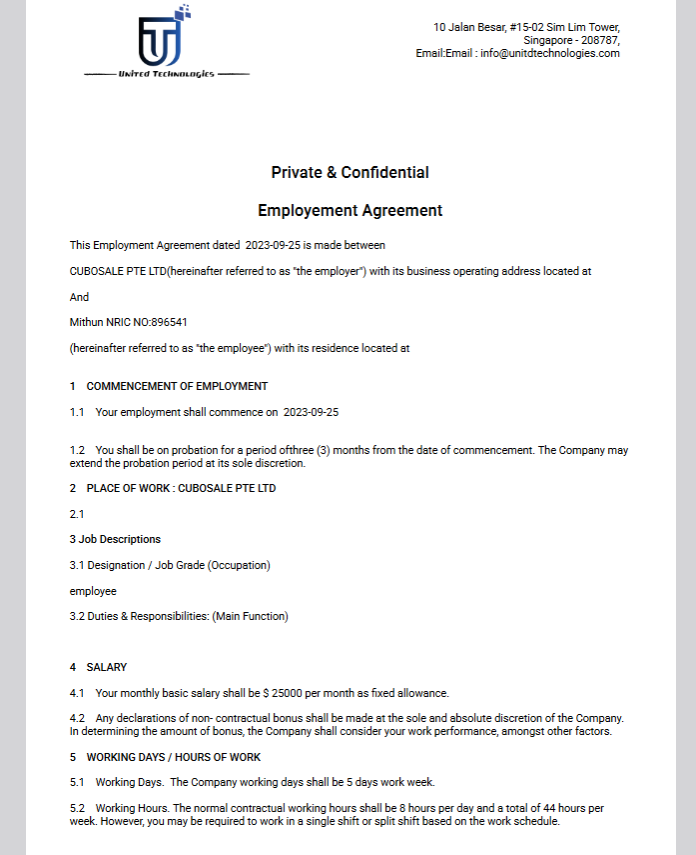 United Technologies
10 Jalan Besar, #15-02 Sim Lim Tower,
Singapore - 208787,
Email:Email : info@unitdtechnologies.com
Private & Confidential
Employement Agreement
This Employment Agreement dated  2023-09-25 is made between
CUBOSALE PTE LTD(hereinafter referred to as "the employer") with its business operating address located at
And
Mithun NRIC NO:896541
(hereinafter referred to as "the employee") with its residence located at
1 COMMENCEMENT OF EMPLOYMENT
1.1 Your employment shall commence on  2023-09-25
1.2 You shall be on probation for a period ofthree (3) months from the date of commencement. The Company may
extend the probation period at its sole discretion.
2 PLACE OF WORK : CUBOSALE PTE LTD
2.1
3 Job Descriptions
3.1 Designation / Job Grade (Occupation)
employee
3.2 Duties & Responsibilities: (Main Function)
4 SALARY
4.1 Your monthly basic salary shall be $ 25000 per month as fixed allowance.
4.2 Any declarations of non- contractual bonus shall be made at the sole and absolute discretion of the Company.
In determining the amount of bonus, the Company shall consider your work performance, amongst other factors.
5 WORKING DAYS / HOURS OF WORK
5.1 Working Days.  The Company working days shall be 5 days work week.
5.2 Working Hours. The normal contractual working hours shall be 8 hours per day and a total of 44 hours per
week. However, you may be required to work in a single shift or split shift based on the work schedule.